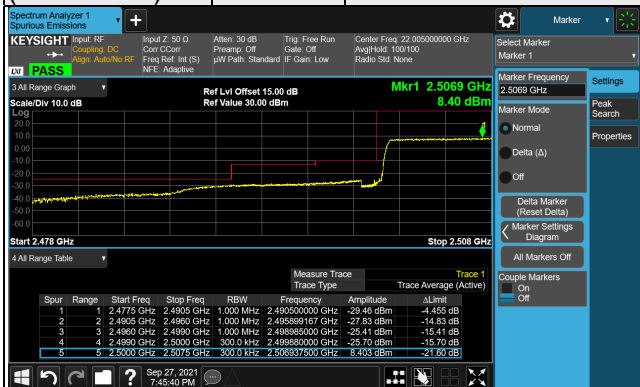 Spectrum Analyzer 1
Spurious Emissions
Marker
KEYSIGHT
Input: RF
Coupling: DC
Align: Auto/No RF
Input Z: 50 Ω
Corr CCorr
Freq Ref: Int (S)
NFE: Adaptive
Atten: 30 dB
Preamp: Off
µW Path: Standard
Trig: Free Run
Gate: Off
IF Gain: Low
Center Freq: 22.005000000 GHz
Avg|Hold: 100/100
Radio Std: None
LXI PASS
Select Marker
Marker 1
3 All Range Graph
Ref Lvl Offset 15.00 dB
Mkr1 2.5069 GHz
Scale/Div 10.0 dB
Ref Value 30.00 dBm
8.40 dBm
Log
20.0
10.0
0.00
-10.0
-20.0
-30.0
-40.0
-50.0
-60.0
Start 2.478 GHz
Stop 2.508 GHz
4 All Range Table
Measure Trace Trace 1
Trace Type Trace Average (Active)
Spur Range Start Freq Stop Freq RBW Frequency Amplitude ΔLimit
1 1 2.4775 GHz 2.4905 GHz 1.000 MHz 2.490500000 GHz -29.46 dBm -4.455 dB
2 2 2.4905 GHz 2.4960 GHz 1.000 MHz 2.495899167 GHz -27.83 dBm -14.83 dB
3 3 2.4960 GHz 2.4990 GHz 1.000 MHz 2.498985000 GHz -25.41 dBm -15.41 dB
4 4 2.4990 GHz 2.5000 GHz 300.0 kHz 2.499880000 GHz -25.70 dBm -15.70 dB
5 5 2.5000 GHz 2.5075 GHz 300.0 kHz 2.506937500 GHz 8.403 dBm -21.60 dB
Marker Frequency
2.5069 GHz
Marker Mode
Normal
Delta (Δ)
Off
Delta Marker
(Reset Delta)
Marker Settings
Diagram
All Markers Off
Couple Markers
On
Off
Settings
Peak
Search
Properties
Sep 27, 2021
7:45:40 PM